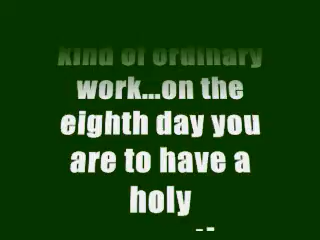 kind of ordinary
work...on the
eighth day you
are to have a
holy